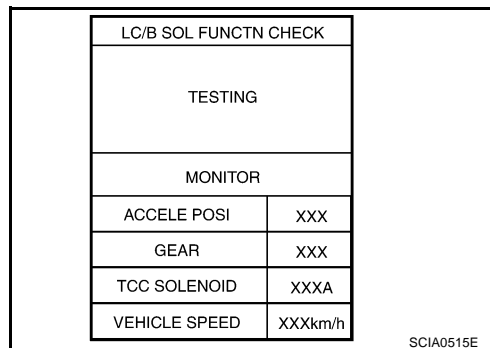 LC/B SOL FUNCTN CHECK
TESTING
MONITOR
ACCELE POSI XXX
GEAR XXX
TCC SOLENOID XXXA
VEHICLE SPEED XXXkm/h
SCIA0515E